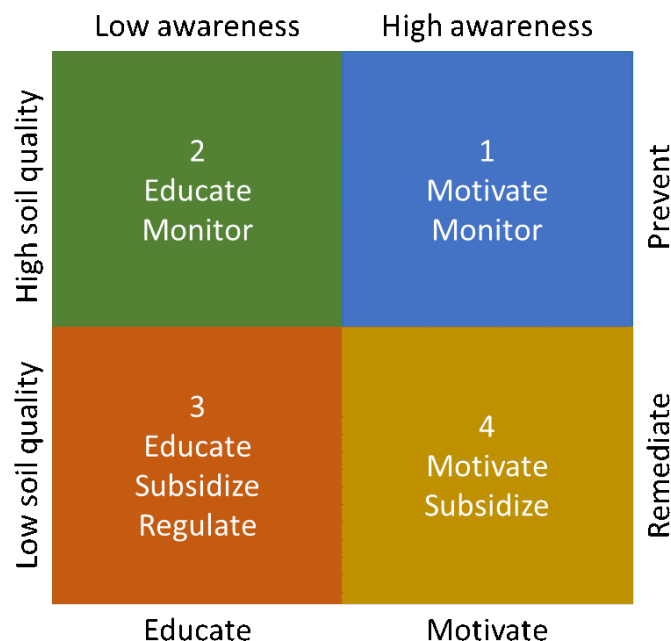 Low awareness
High awareness
High soil quality
2
Educate
Monitor
1
Motivate
Monitor
Prevent
Low soil quality
3
Educate
Subsidize
Regulate
4
Motivate
Subsidize
Remediate
Educate
Motivate